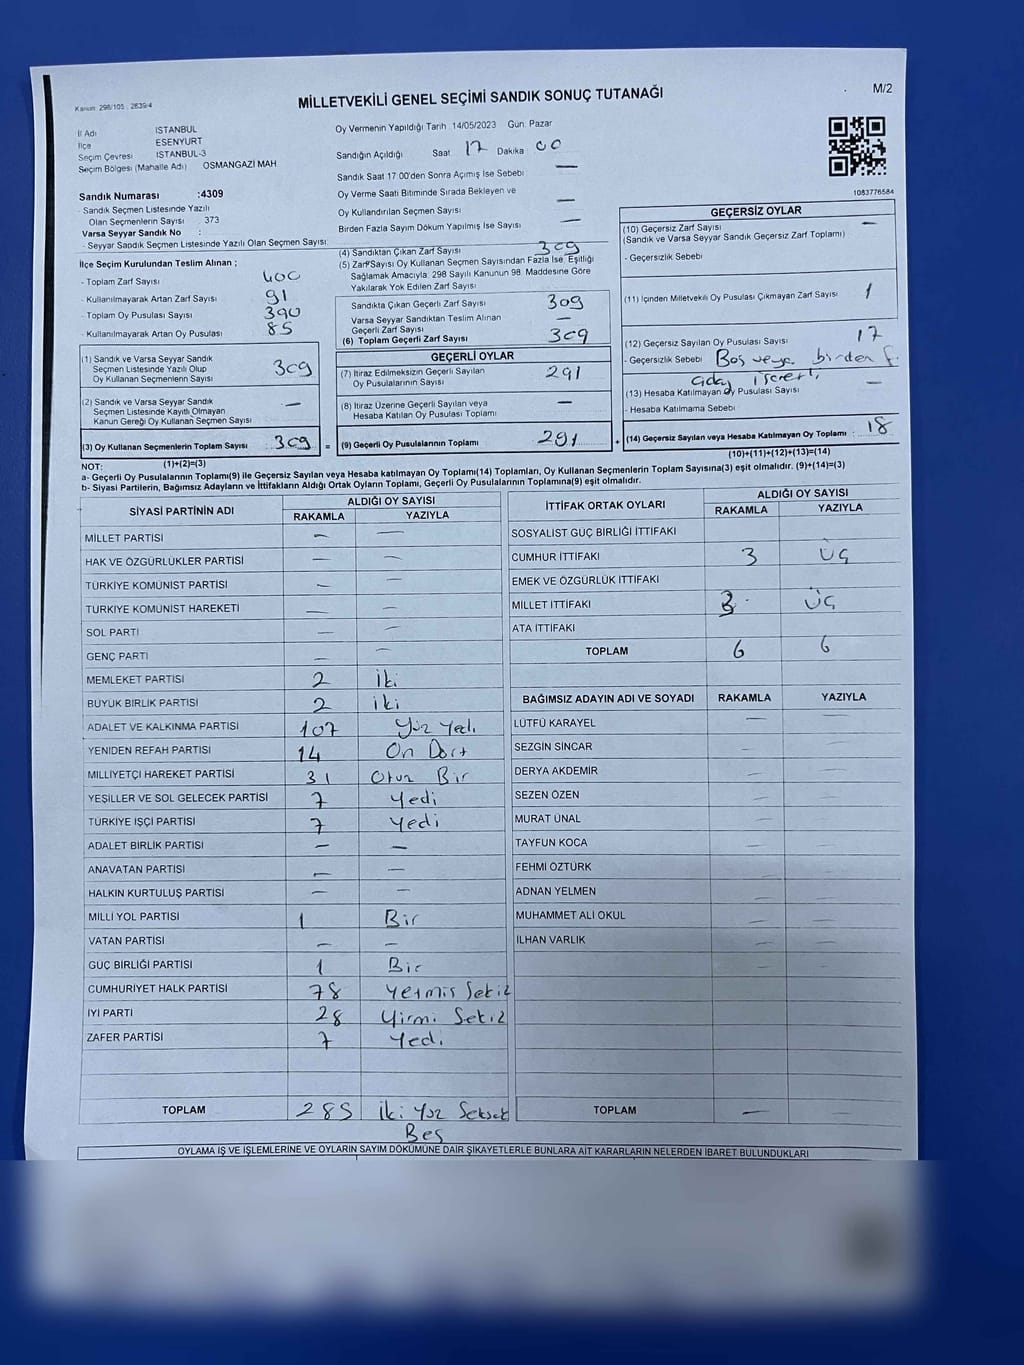 Kanun: 298/105 , 2839/4
MİLLETVEKİLİ GENEL SEÇİMİ SANDIK SONUÇ TUTANAĞI
M/2
İl Adı İSTANBUL
İlçe ESENYURT
Seçim Çevresi İSTANBUL-3
Seçim Bölgesi (Mahalle Adı) OSMANGAZİ MAH
Sandık Numarası :4309
- Sandık Seçmen Listesinde Yazılı
Olan Seçmenlerin Sayısı 373
Varsa Seyyar Sandık No :
- Seyyar Sandık Seçmen Listesinde Yazılı Olan Seçmen Sayısı:
Oy Vermenin Yapıldığı Tarih 14/05/2023 Gün: Pazar
Sandığın Açıldığı Saat 17 Dakika 00
Sandık Saat 17 00'den Sonra Açımış İse Sebebi —
Oy Verme Saati Bitiminde Sırada Bekleyen ve
Oy Kullandırılan Seçmen Sayısı —
Birden Fazla Sayım Döküm Yapılmış İse Sayısı —
1083776584
İlçe Seçim Kurulundan Teslim Alınan ;
- Toplam Zarf Sayısı 400
- Kullanılmayarak Artan Zarf Sayısı 91
- Toplam Oy Pusulası Sayısı 390
- Kullanılmayarak Artan Oy Pusulası 85
(1) Sandık ve Varsa Seyyar Sandık
Seçmen Listesinde Yazılı Olup
Oy Kullanan Seçmenlerin Sayısı 309
(2) Sandık ve Varsa Seyyar Sandık
Seçmen Listesinde Kayıtlı Olmayan
Kanun Gereği Oy Kullanan Seçmen Sayısı —
(3) Oy Kullanan Seçmenlerin Toplam Sayısı 309 =
(1)+(2)=(3)
(4) Sandıktan Çıkan Zarf Sayısı 309
(5) Zarf Sayısı Oy Kullanan Seçmen Sayısından Fazla İse Eşitliği
Sağlamak Amacıyla 298 Sayılı Kanunun 98. Maddesine Göre
Yakılarak Yok Edilen Zarf Sayısı
Sandıkta Çıkan Geçerli Zarf Sayısı 309
Varsa Seyyar Sandıktan Teslim Alınan
Geçerli Zarf Sayısı —
(6) Toplam Geçerli Zarf Sayısı 309
GEÇERLİ OYLAR
(7) İtiraz Edilmeksizin Geçerli Sayılan
Oy Pusulalarının Sayısı 291
(8) İtiraz Üzerine Geçerli Sayılan veya
Hesaba Katılan Oy Pusulası Toplamı —
(9) Geçerli Oy Pusulalarının Toplamı 291 +
GEÇERSİZ OYLAR
(10) Geçersiz Zarf Sayısı —
(Sandık ve Varsa Seyyar Sandık Geçersiz Zarf Toplamı)
- Geçersizlik Sebebi
(11) İçinden Milletvekili Oy Pusulası Çıkmayan Zarf Sayısı 1
(12) Geçersiz Sayılan Oy Pusulası Sayısı 17
- Geçersizlik Sebebi Boş veya birden f.
aday
(13) Hesaba Katılmayan Oy Pusulası Sayısı —
- Hesaba Katılmama Sebebi
(14) Geçersiz Sayılan veya Hesaba Katılmayan Oy Toplamı : 18
(10)+(11)+(12)+(13)=(14)
NOT:
a- Geçerli Oy Pusulalarının Toplamı(9) ile Geçersiz Sayılan veya Hesaba katılmayan Oy Toplamı(14) Toplamları, Oy Kullanan Seçmenlerin Toplam Sayısına(3) eşit olmalıdır. (9)+(14)=(3)
b- Siyasi Partilerin, Bağımsız Adayların ve İttifakların Aldığı Ortak Oyların Toplamı, Geçerli Oy Pusulalarının Toplamına(9) eşit olmalıdır.
SİYASİ PARTİNİN ADI ALDIĞI OY SAYISI
RAKAMLA YAZIYLA
MİLLET PARTİSİ — —
HAK VE ÖZGÜRLÜKLER PARTİSİ — —
TÜRKİYE KOMÜNİST PARTİSİ — —
TÜRKİYE KOMÜNİST HAREKETİ — —
SOL PARTİ — —
GENÇ PARTİ — —
MEMLEKET PARTİSİ 2 İki
BÜYÜK BİRLİK PARTİSİ 2 İki
ADALET VE KALKINMA PARTİSİ 107 Yüz Yedi
YENİDEN REFAH PARTİSİ 14 On Dört
MİLLİYETÇİ HAREKET PARTİSİ 31 Otuz Bir
YEŞİLLER VE SOL GELECEK PARTİSİ 7 Yedi
TÜRKİYE İŞÇİ PARTİSİ 7 Yedi
ADALET BİRLİK PARTİSİ — —
ANAVATAN PARTİSİ — —
HALKIN KURTULUŞ PARTİSİ — —
MİLLİ YOL PARTİSİ 1 Bir
VATAN PARTİSİ — —
GÜÇ BİRLİĞİ PARTİSİ 1 Bir
CUMHURİYET HALK PARTİSİ 78 Yetmiş Sekiz
İYİ PARTİ 28 Yirmi Sekiz
ZAFER PARTİSİ 7 Yedi
TOPLAM 285 İki Yüz Seksen
Beş
İTTİFAK ORTAK OYLARI ALDIĞI OY SAYISI
RAKAMLA YAZIYLA
SOSYALİST GÜÇ BİRLİĞİ İTTİFAKI
CUMHUR İTTİFAKI 3 ÜÇ
EMEK VE ÖZGÜRLÜK İTTİFAKI
MİLLET İTTİFAKI 3 ÜÇ
ATA İTTİFAKI
TOPLAM 6 6
BAĞIMSIZ ADAYIN ADI VE SOYADI RAKAMLA YAZIYLA
LÜTFÜ KARAYEL — —
SEZGİN SİNCAR — —
DERYA AKDEMİR — —
SEZEN ÖZEN — —
MURAT ÜNAL — —
TAYFUN KOCA — —
FEHMİ ÖZTÜRK — —
ADNAN YELMEN — —
MUHAMMET ALİ OKUL — —
İLHAN VARLIK — —
TOPLAM —
OYLAMA İŞ VE İŞLEMLERİNE VE OYLARIN SAYIM DÖKÜMÜNE DAİR ŞİKAYETLERLE BUNLARA AİT KARARLARIN NELERDEN İBARET BULUNDUKLARI